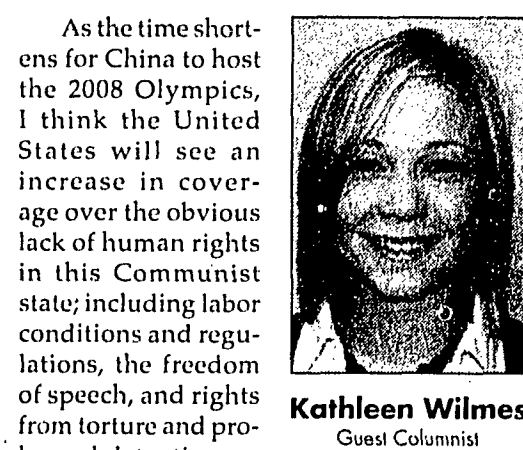 As the time short-
ens for China to host
the 2008 Olympics,
I think the United
States will see an
increase in cover-
age over the obvious
lack of human rights
in this Communist
state; including labor
conditions and regu-
lations, the freedom
of speech, and rights
from torture and pro-
Kathleen Wilmes
Guest Columnist